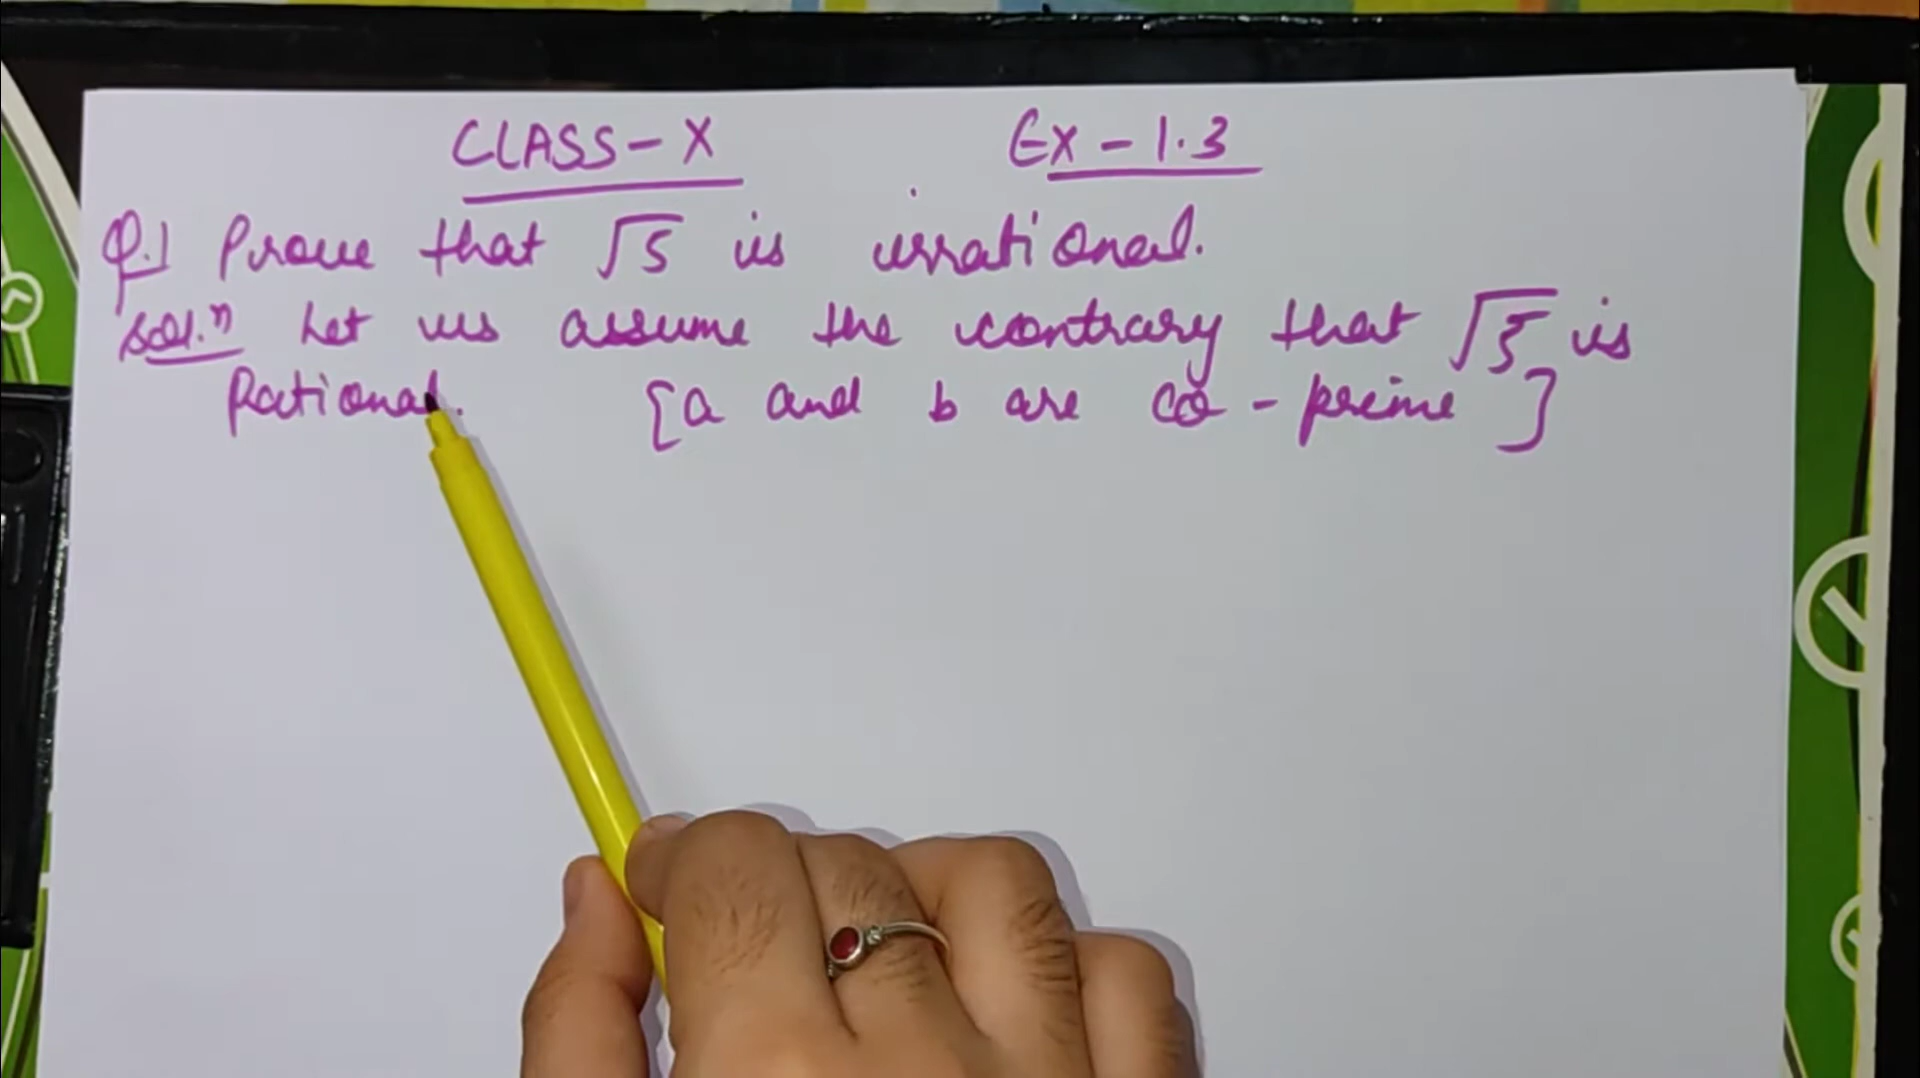 CLASS-X Ex-1.3
Q.1 Prove that √5 is irrational.
Sol.ⁿ Let us assume the contrary that √5 is
Rational. [a and b are co-prime]